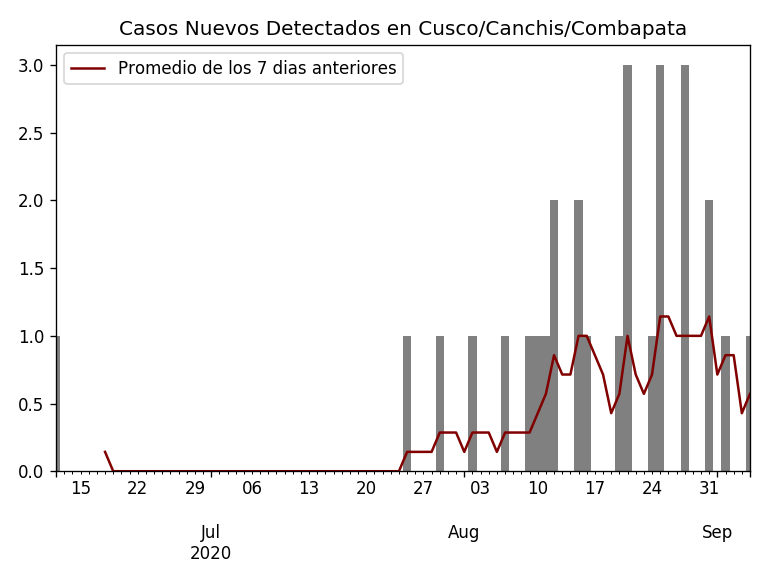 Casos Nuevos Detectados en Cusco/Canchis/Combapata
Promedio de los 7 dias anteriores
3.0
2.5
2.0
1.5
1.0
0.5
0.0
15 22 29 06 13 20 27 03 10 17 24 31
Jul Aug Sep
2020